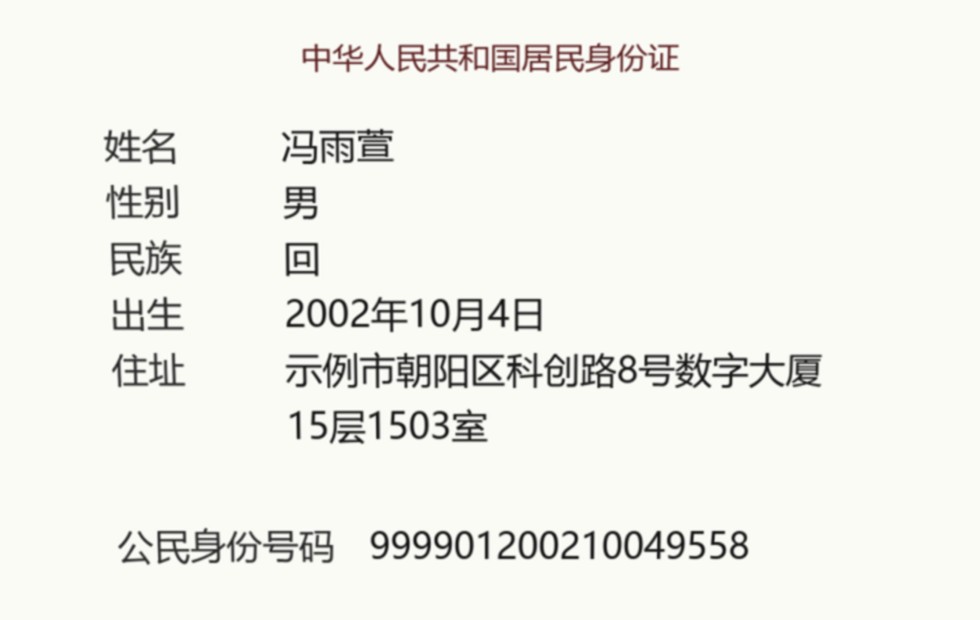 中华人民共和国居民身份证
姓名 冯雨萱
性别 男
民族 回
出生 2002年10月4日
住址 示例市朝阳区科创路8号数字大厦
15层1503室
公民身份号码 999901200210049558